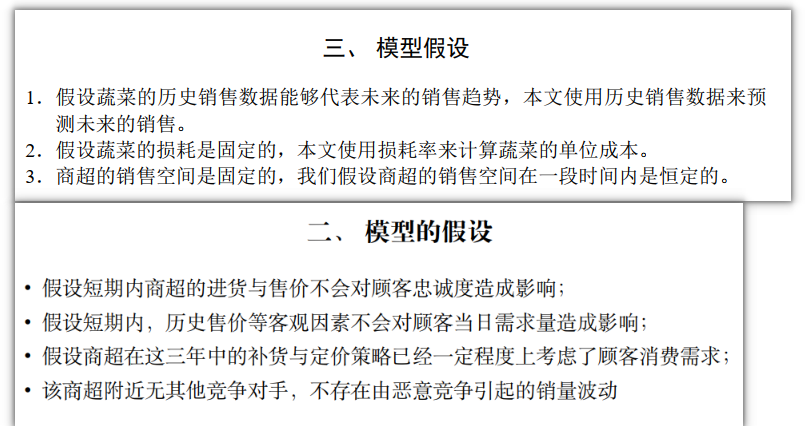 三、 模型假设
1. 假设蔬菜的历史销售数据能够代表未来的销售趋势，本文使用历史销售数据来预
测未来的销售。
2. 假设蔬菜的损耗是固定的，本文使用损耗率来计算蔬菜的单位成本。
3. 商超的销售空间是固定的，我们假设商超的销售空间在一段时间内是恒定的。
二、 模型的假设
• 假设短期内商超的进货与售价不会对顾客忠诚度造成影响；
• 假设短期内，历史售价等客观因素不会对顾客当日需求量造成影响；
• 假设商超在这三年中的补货与定价策略已经一定程度上考虑了顾客消费需求；
• 该商超附近无其他竞争对手，不存在由恶意竞争引起的销量波动